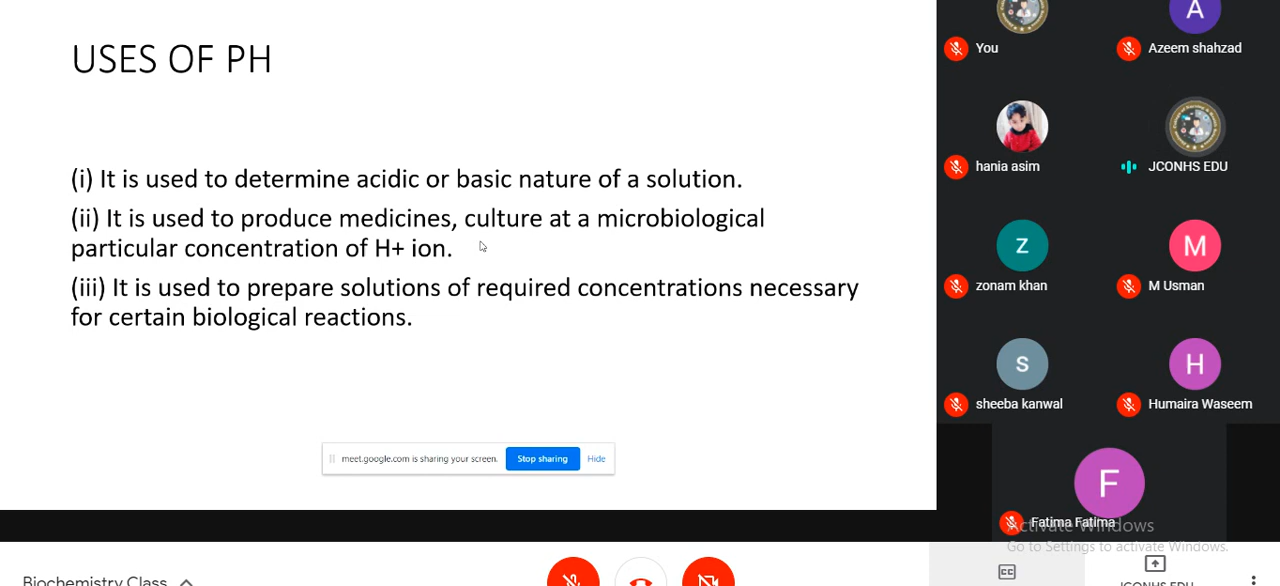 USES OF PH
(i) It is used to determine acidic or basic nature of a solution.
(ii) It is used to produce medicines, culture at a microbiological
particular concentration of H+ ion.
(iii) It is used to prepare solutions of required concentrations necessary
for certain biological reactions.
meet.google.com is sharing your screen. Stop sharing Hide
A
You
Azeem shahzad
hania asim
JCONHS EDU
Z
M
zonam khan
M Usman
S
H
sheeba kanwal
Humaira Waseem
F
Fatima Fatima
Activate Windows
Go to Settings to activate Windows.
CC
Biochemistry Class
JCONHS EDU